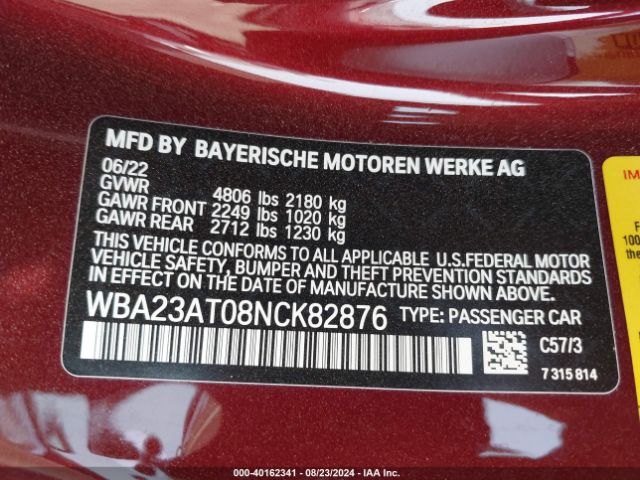 MFD BY BAYERISCHE MOTOREN WERKE AG
06/22
GVWR 4806 lbs 2180 kg
GAWR FRONT 2249 lbs 1020 kg
GAWR REAR 2712 lbs 1230 kg
THIS VEHICLE CONFORMS TO ALL APPLICABLE U.S.FEDERAL MOTOR
VEHICLE SAFETY, BUMPER AND THEFT PREVENTION STANDARDS
IN EFFECT ON THE DATE OF MANUFACTURE SHOWN ABOVE.
WBA23AT08NCK82876 TYPE: PASSENGER CAR
C57/3
7 315 814
IM
F
100
the
000-40162341 - 08/23/2024 - IAA Inc.